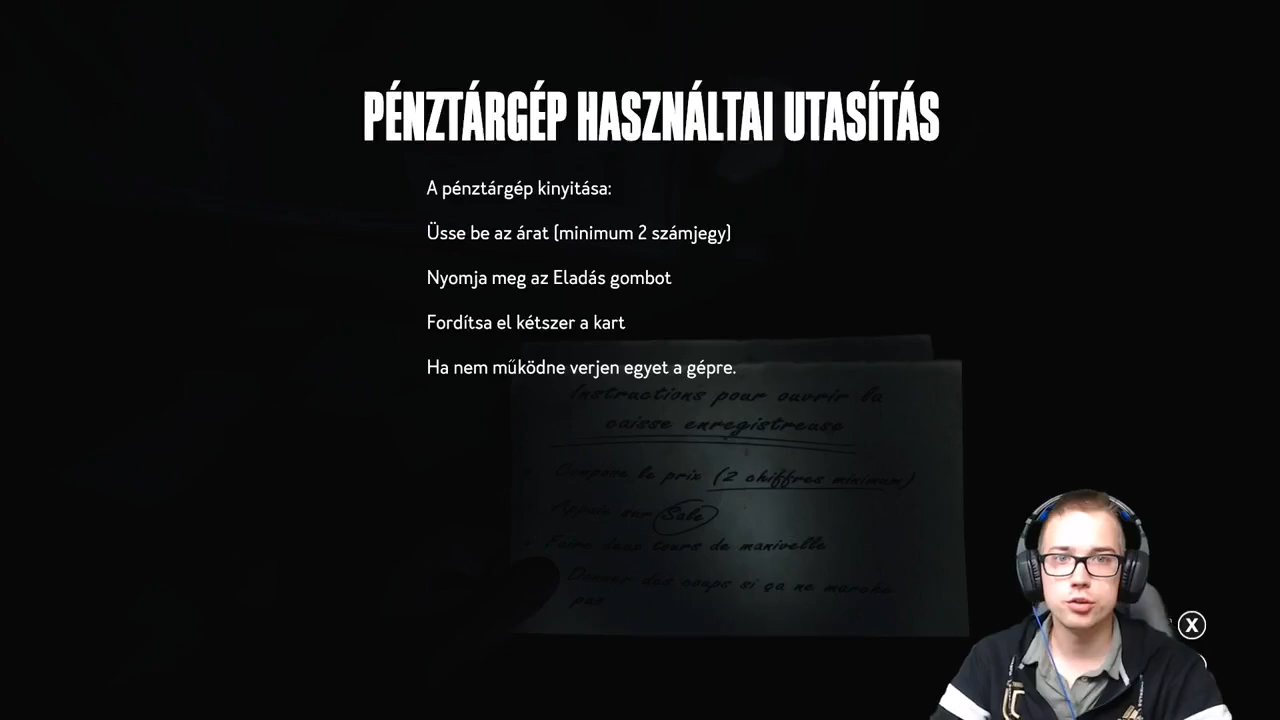 PÉNZTÁRGÉP HASZNÁLTAI UTASÍTÁS
A pénztárgép kinyitása:
Üsse be az árat (minimum 2 számjegy)
Nyomja meg az Eladás gombot
Fordítsa el kétszer a kart
Ha nem működne verjen egyet a gépre.
Instructions pour ouvrir la
caisse enregistreuse
Compose le prix (2 chiffres minimum)
Appuie sur Sale
Faire deux tours de manivelle
Donner des coups si ça ne marche
pas
X